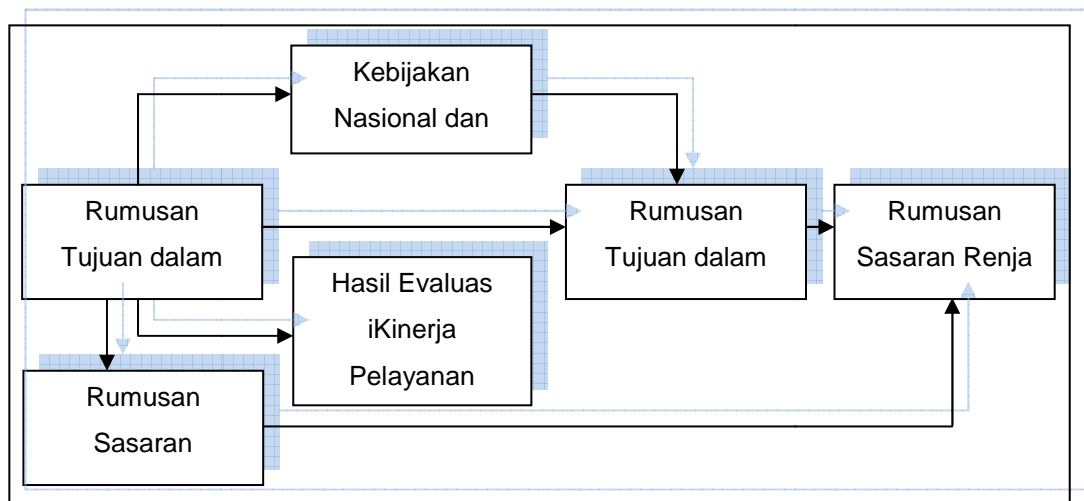 Kebijakan
Nasional dan
Rumusan
Tujuan dalam
Rumusan
Tujuan dalam
Rumusan
Sasaran Renja
Hasil Evaluas
iKinerja
Pelayanan
Rumusan
Sasaran